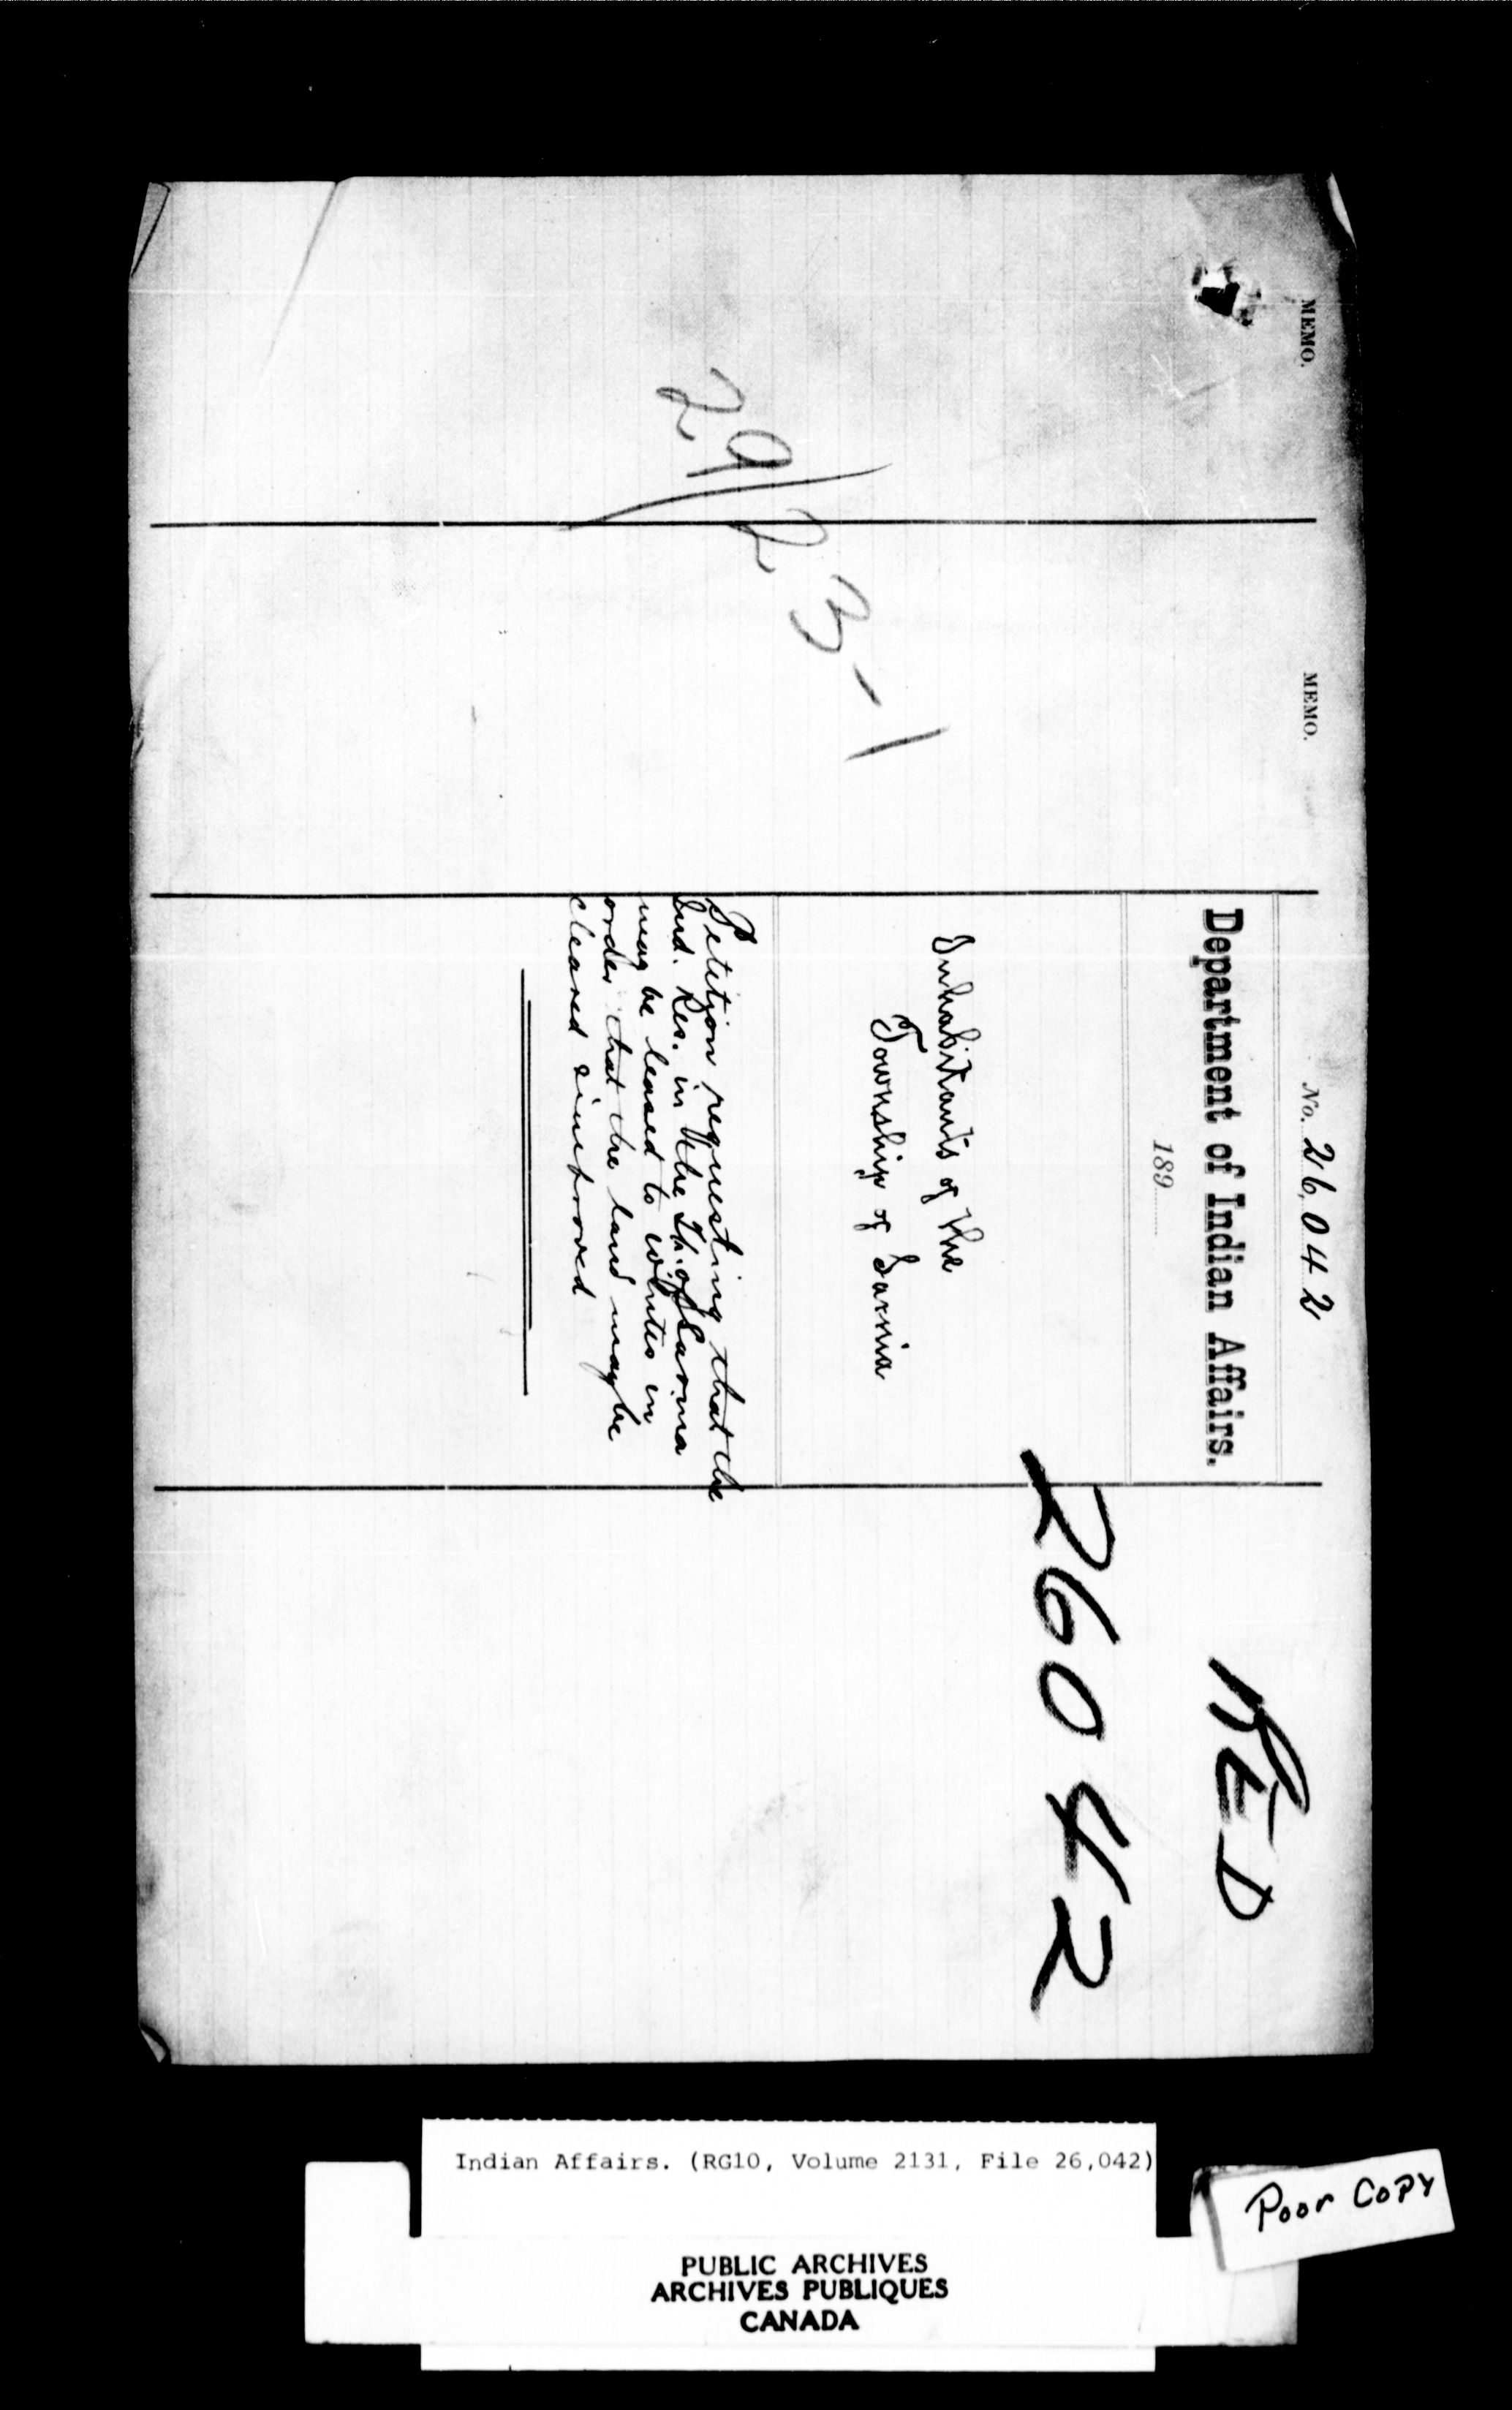 MEMO.
MEMO.
29/23-1
No. 26,042
Department of Indian Affairs.
189
Inhabitants of the
Township of Sarnia
Petition requesting that the
Ind. Res. in the Tp. of Sarnia
may be leased to whites in
order that the land may be
cleared & improved
RED
26042
Indian Affairs. (RG10, Volume 2131, File 26,042)
Poor Copy
PUBLIC ARCHIVES
ARCHIVES PUBLIQUES
CANADA